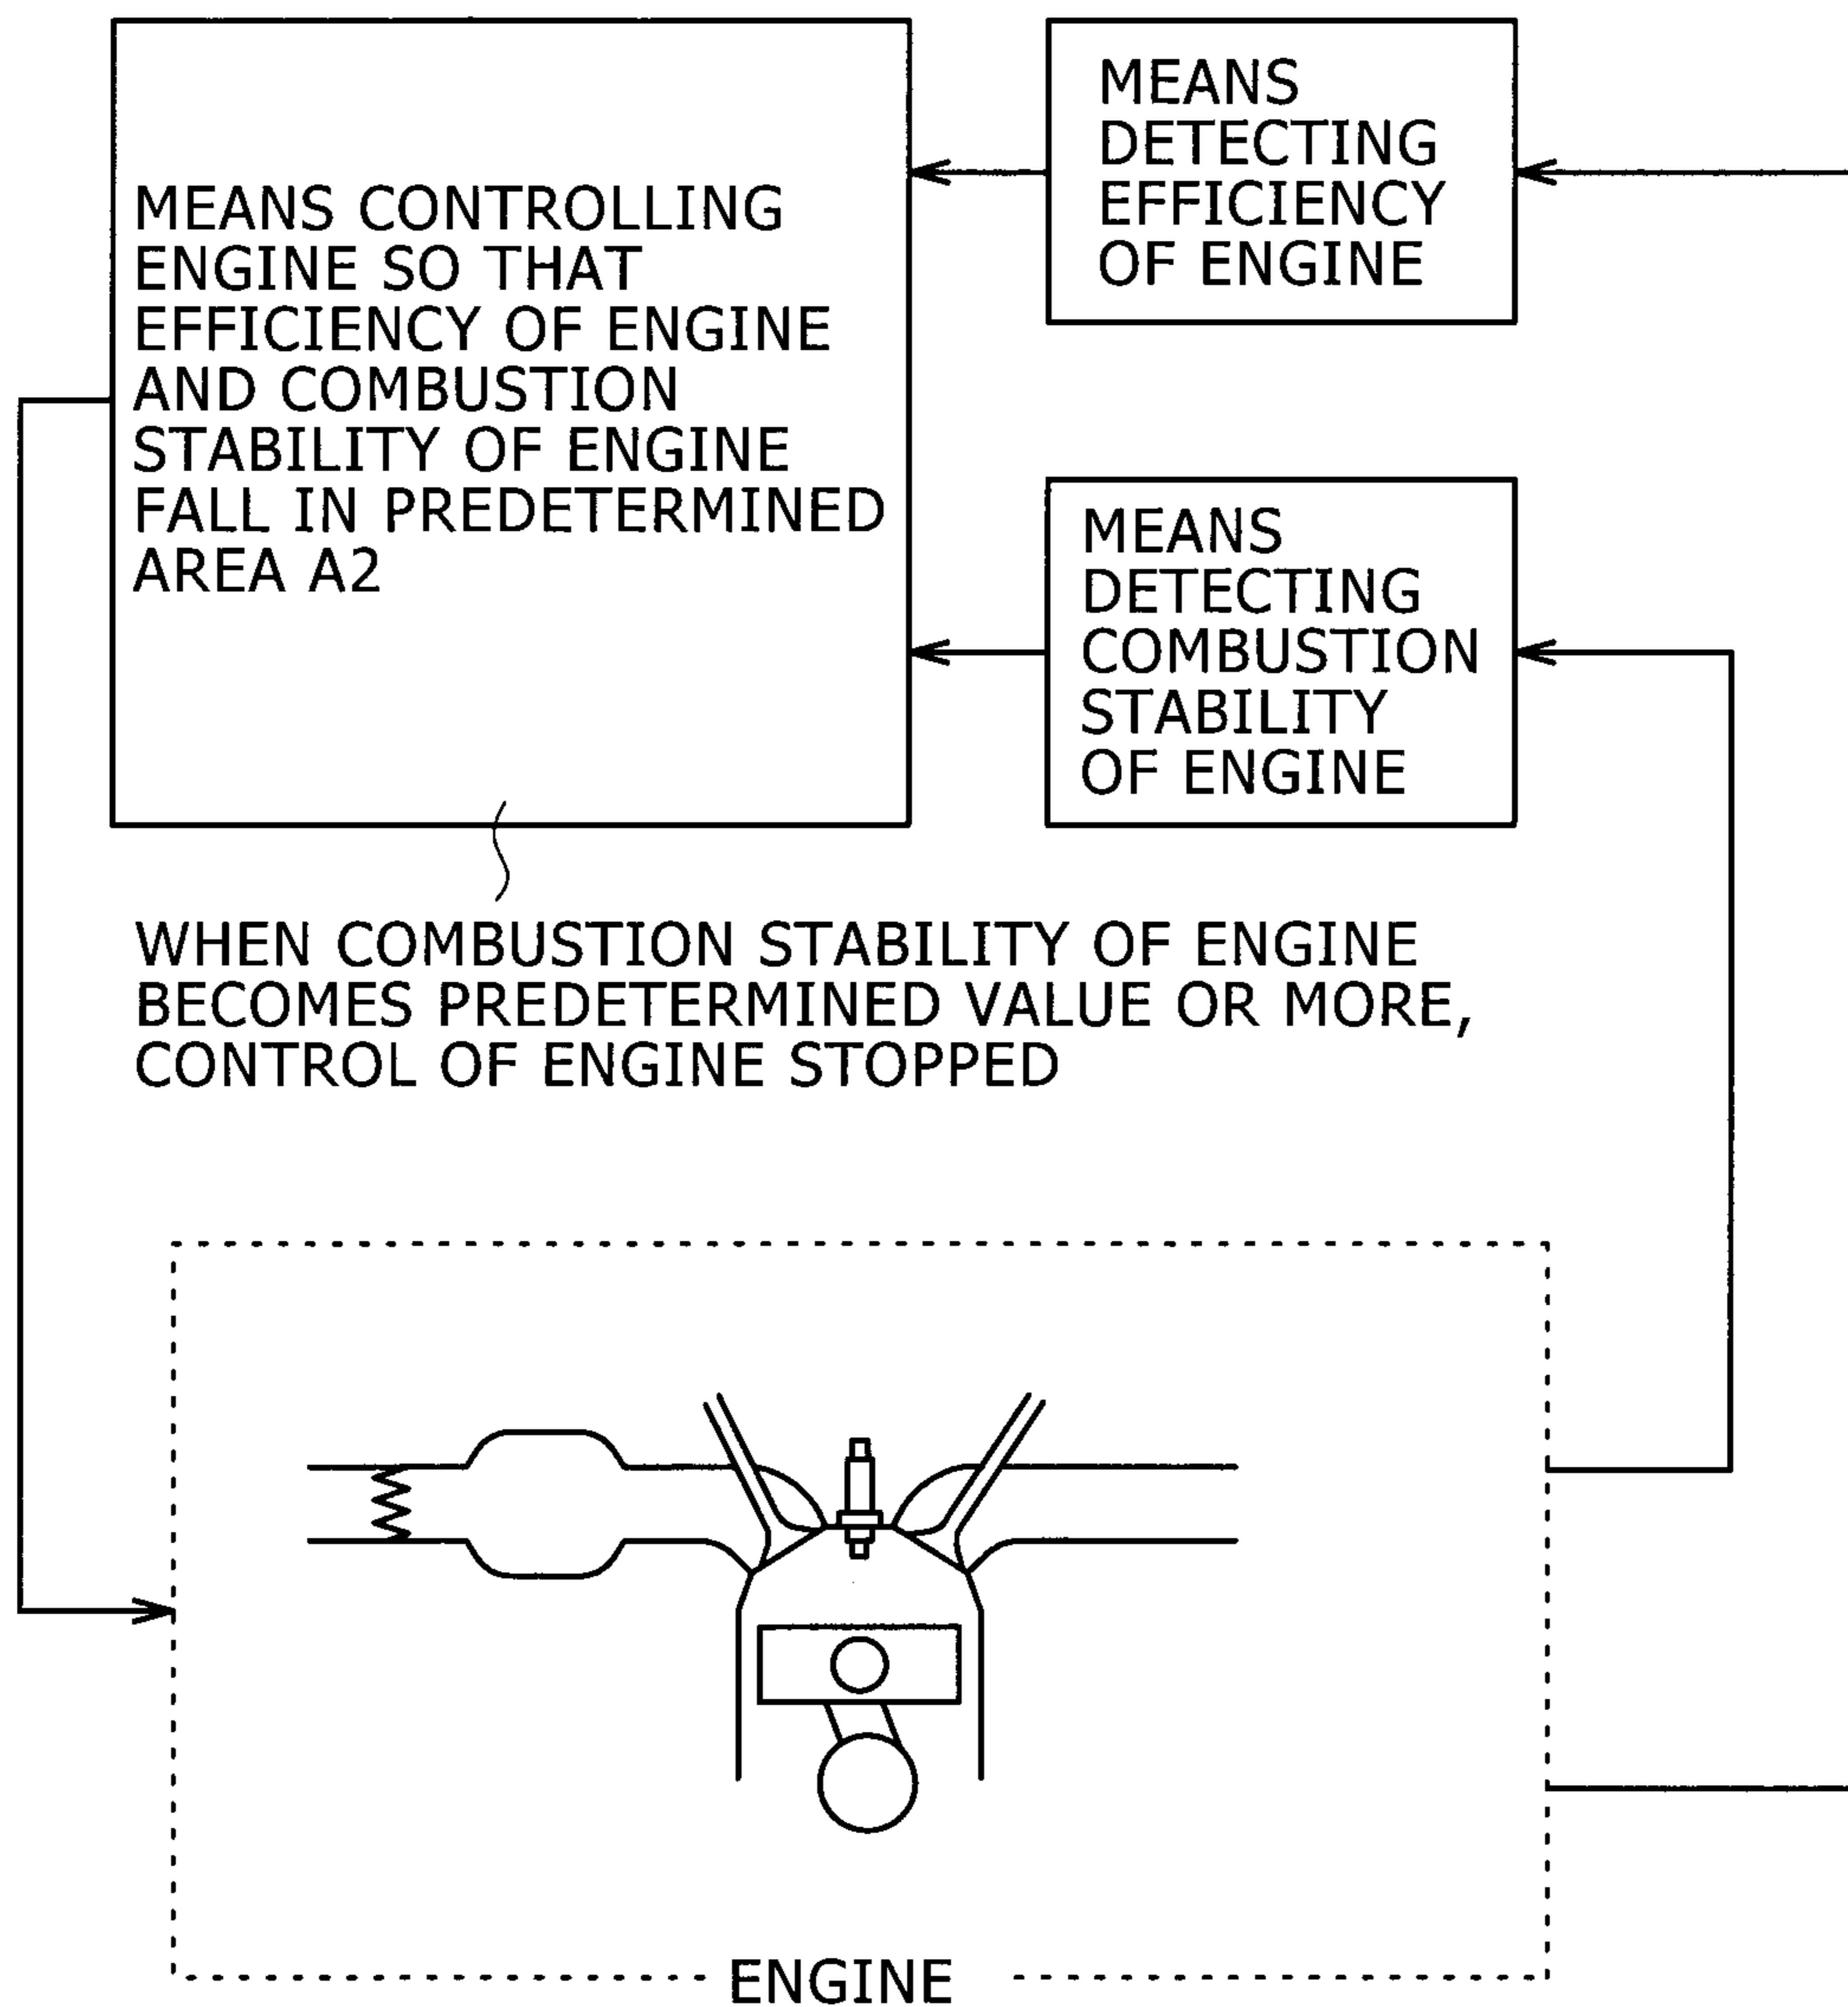 MEANS CONTROLLING
ENGINE SO THAT
EFFICIENCY OF ENGINE
AND COMBUSTION
STABILITY OF ENGINE
FALL IN PREDETERMINED
AREA A2
MEANS
DETECTING
EFFICIENCY
OF ENGINE
MEANS
DETECTING
COMBUSTION
STABILITY
OF ENGINE
WHEN COMBUSTION STABILITY OF ENGINE
BECOMES PREDETERMINED VALUE OR MORE,
CONTROL OF ENGINE STOPPED
ENGINE